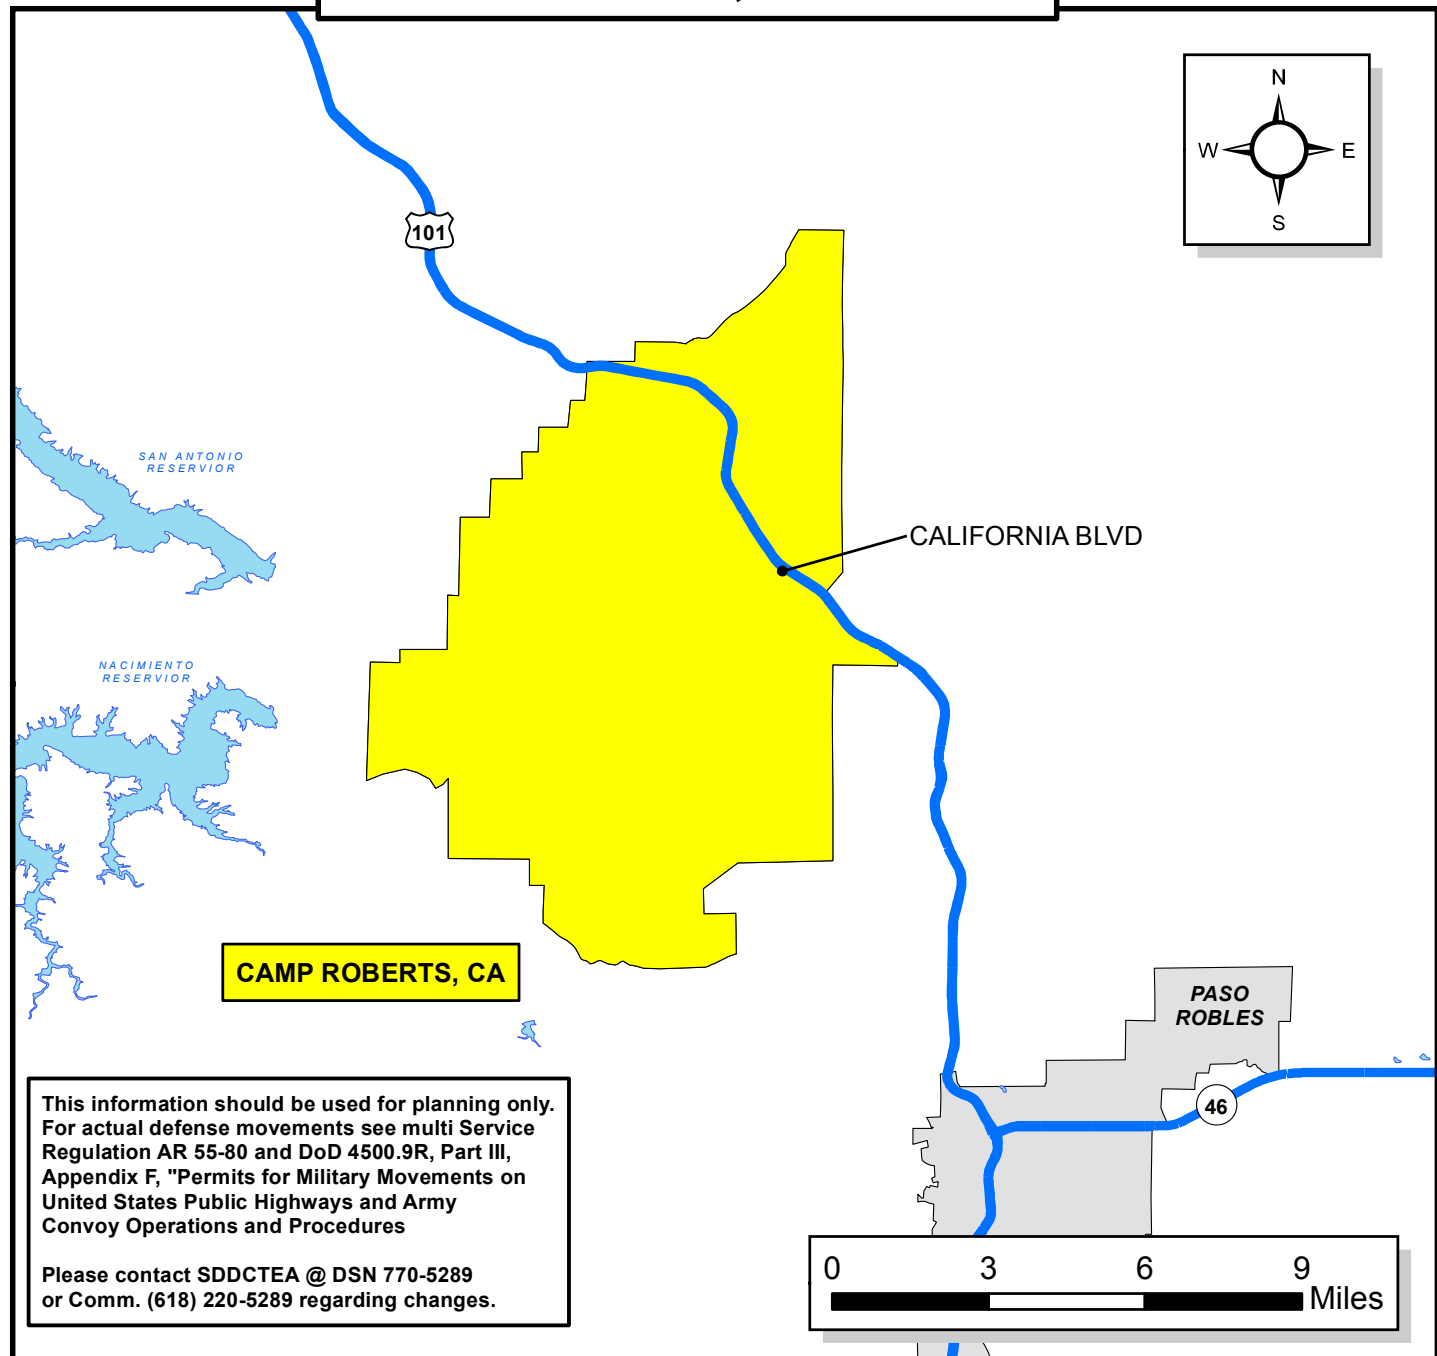 N
W
E
S
101
SAN ANTONIO
RESERVIOR
CALIFORNIA BLVD
NACIMIENTO
RESERVIOR
CAMP ROBERTS, CA
PASO
ROBLES
46
This information should be used for planning only.
For actual defense movements see multi Service
Regulation AR 55-80 and DoD 4500.9R, Part III,
Appendix F, "Permits for Military Movements on
United States Public Highways and Army
Convoy Operations and Procedures
Please contact SDDCTEA @ DSN 770-5289
or Comm. (618) 220-5289 regarding changes.
0 3 6 9
Miles